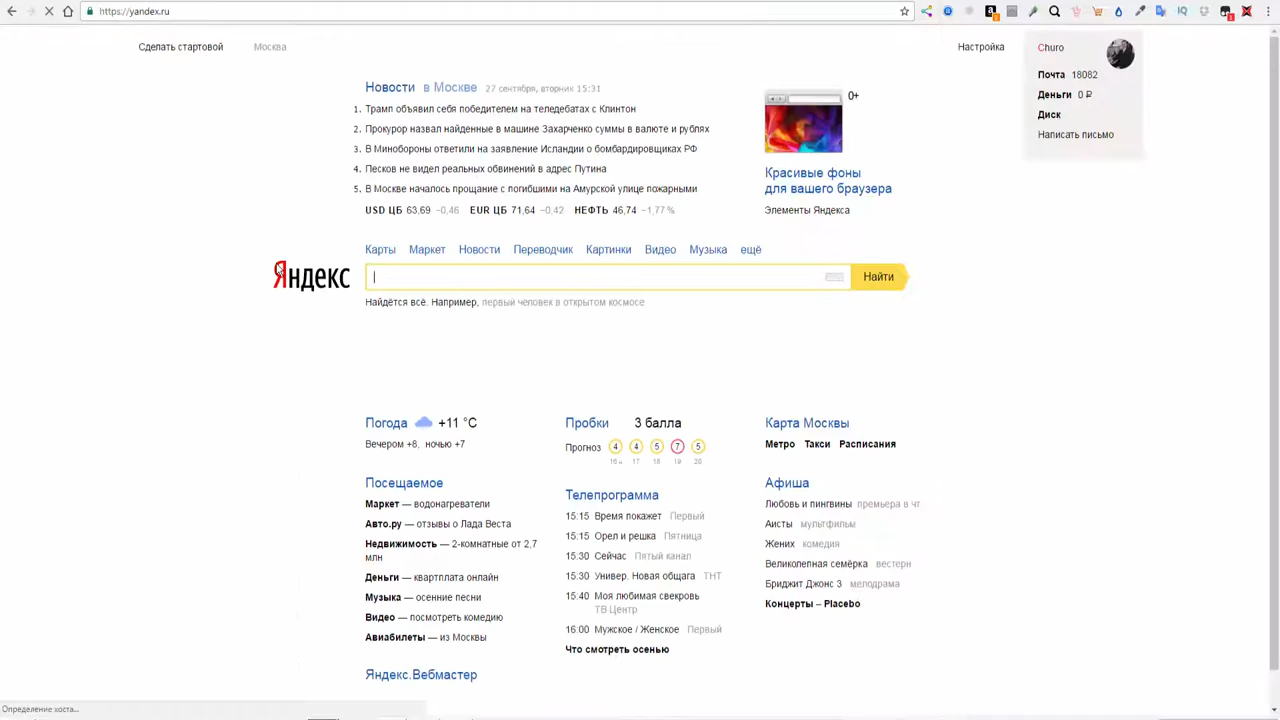 https://yandex.ru
Сделать стартовой
Москва
Настройка
Churo
Почта 18082
Деньги 0 ₽
Диск
Написать письмо
Новости в Москве 27 сентября, вторник 15:31
1. Трамп объявил себя победителем на теледебатах с Клинтон
2. Прокурор назвал найденные в машине Захарченко суммы в валюте и рублях
3. В Минобороны ответили на заявление Исландии о бомбардировщиках РФ
4. Песков не видел реальных обвинений в адрес Путина
5. В Москве началось прощание с погибшими на Амурской улице пожарными
USD ЦБ 63,69 −0,46 EUR ЦБ 71,64 −0,42 НЕФТЬ 46,74 −1,77 %
0+
Красивые фоны
для вашего браузера
Элементы Яндекса
Карты Маркет Новости Переводчик Картинки Видео Музыка ещё
Яндекс
Найти
Найдётся всё. Например, первый человек в открытом космосе
Погода +11 °C
Вечером +8, ночью +7
Пробки 3 балла
Прогноз 4 4 5 7 5
16 ч 17 18 19 20
Карта Москвы
Метро Такси Расписания
Посещаемое
Маркет — водонагреватели
Авто.ру — отзывы о Лада Веста
Недвижимость — 2-комнатные от 2,7
млн
Деньги — квартплата онлайн
Музыка — осенние песни
Видео — посмотреть комедию
Авиабилеты — из Москвы
Телепрограмма
15:15 Время покажет Первый
15:15 Орел и решка Пятница
15:30 Сейчас Пятый канал
15:30 Универ. Новая общага ТНТ
15:40 Моя любимая свекровь
ТВ Центр
16:00 Мужское / Женское Первый
Что смотреть осенью
Афиша
Любовь и пингвины премьера в чт
Аисты мультфильм
Жених комедия
Великолепная семёрка вестерн
Бриджит Джонс 3 мелодрама
Концерты – Placebo
Яндекс.Вебмастер
Определение хоста...